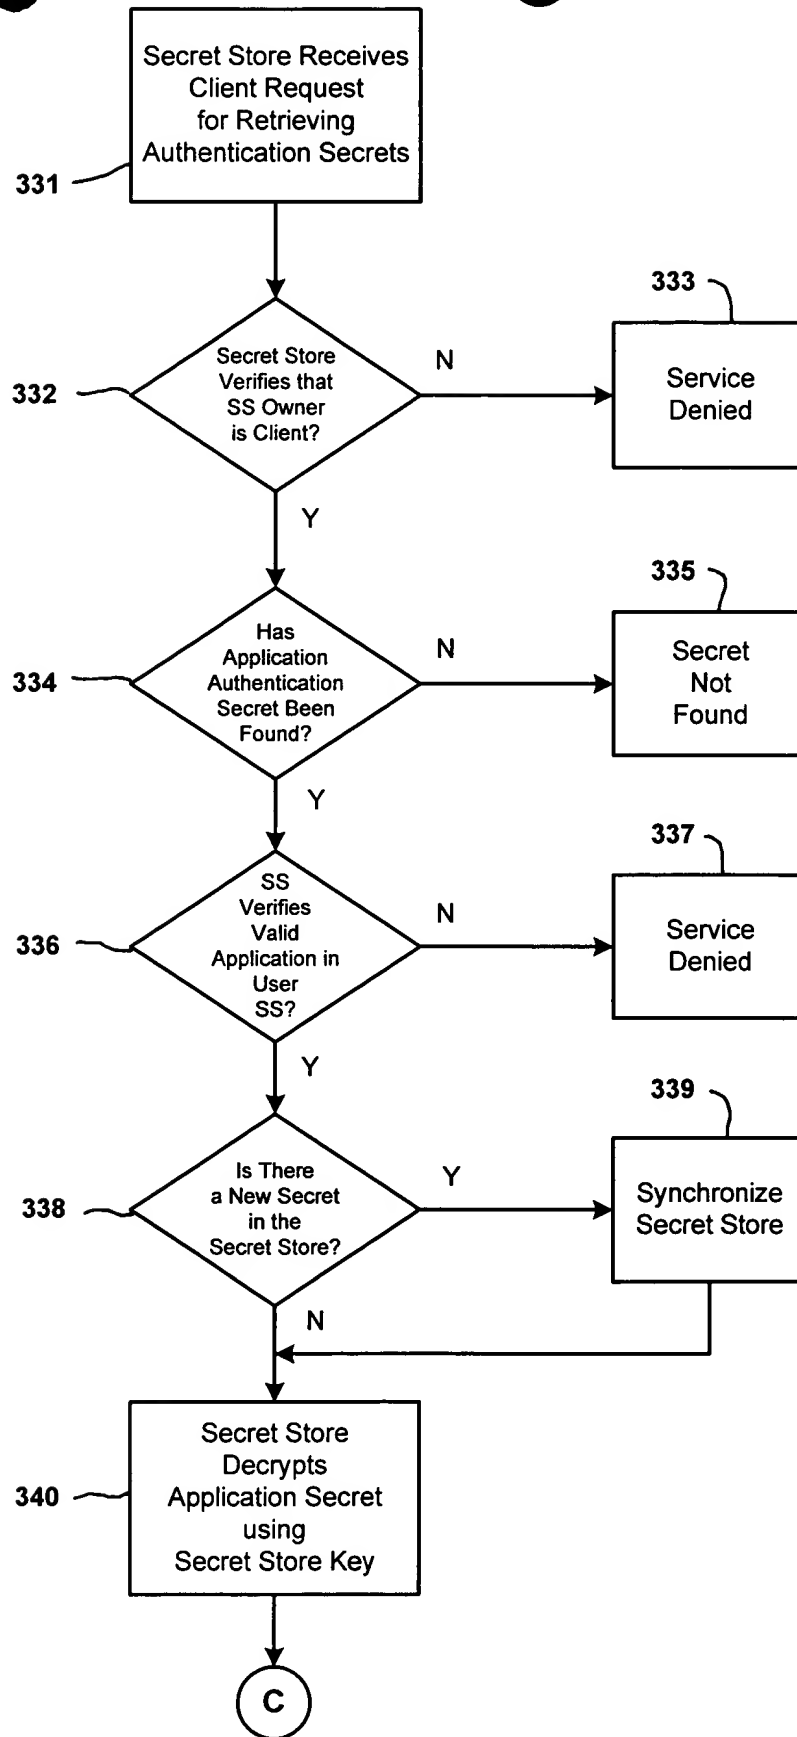 Secret Store Receives
Client Request
for Retrieving
Authentication Secrets
331
333
Secret Store
Verifies that
SS Owner
is Client?
332
N
Service
Denied
Y
335
Has
Application
Authentication
Secret Been
Found?
334
N
Secret
Not
Found
Y
337
SS
Verifies
Valid
Application in
User
SS?
336
N
Service
Denied
Y
339
Is There
a New Secret
in the
Secret Store?
338
Y
Synchronize
Secret Store
N
Secret Store
Decrypts
Application Secret
using
Secret Store Key
340
C